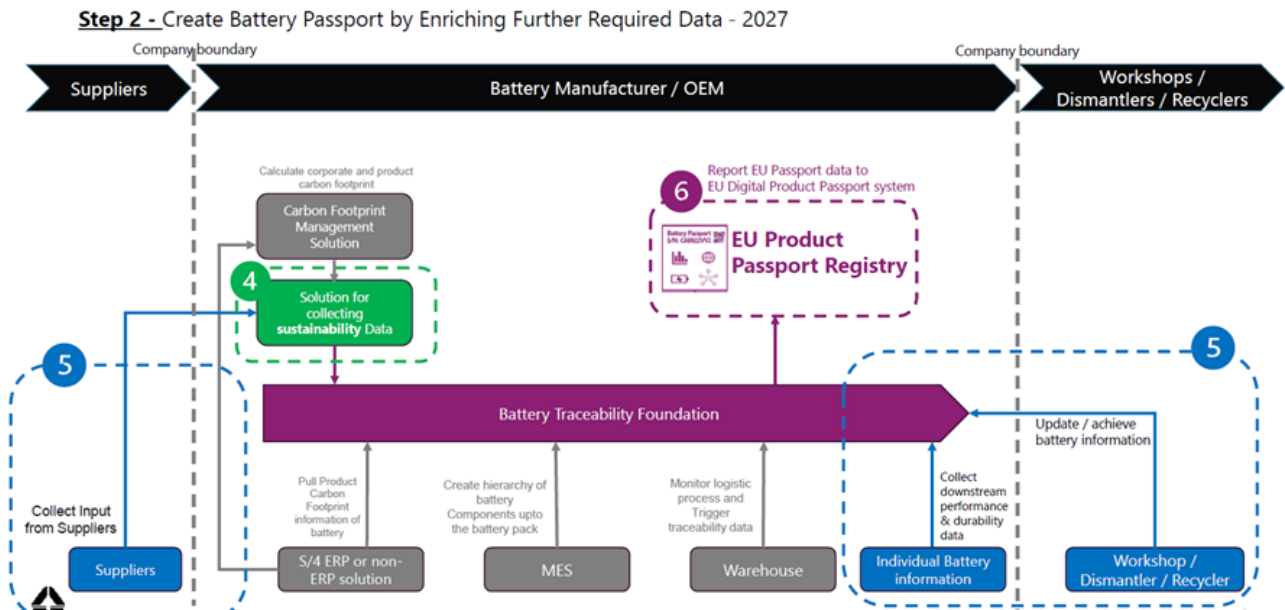 Step 2 - Create Battery Passport by Enriching Further Required Data - 2027
Company boundary
Company boundary
Suppliers
Battery Manufacturer / OEM
Workshops /
Dismantlers / Recyclers
Calculate corporate and product
carbon footprint
Carbon Footprint
Management
Solution
4
Solution for
collecting
sustainability Data
6
Report EU Passport data to
EU Digital Product Passport system
Battery Passport
EU Product
Passport Registry
5
5
Battery Traceability Foundation
Update / achieve
battery information
Collect Input
from Suppliers
Pull Product
Carbon
Footprint
information of
battery
Create hierarchy of
battery
Components upto
the battery pack
Monitor logistic
process and
Trigger
traceability data
Collect
downstream
performance
& durability
data
Suppliers
S/4 ERP or non-
ERP solution
MES
Warehouse
Individual Battery
information
Workshop /
Dismantler / Recycler